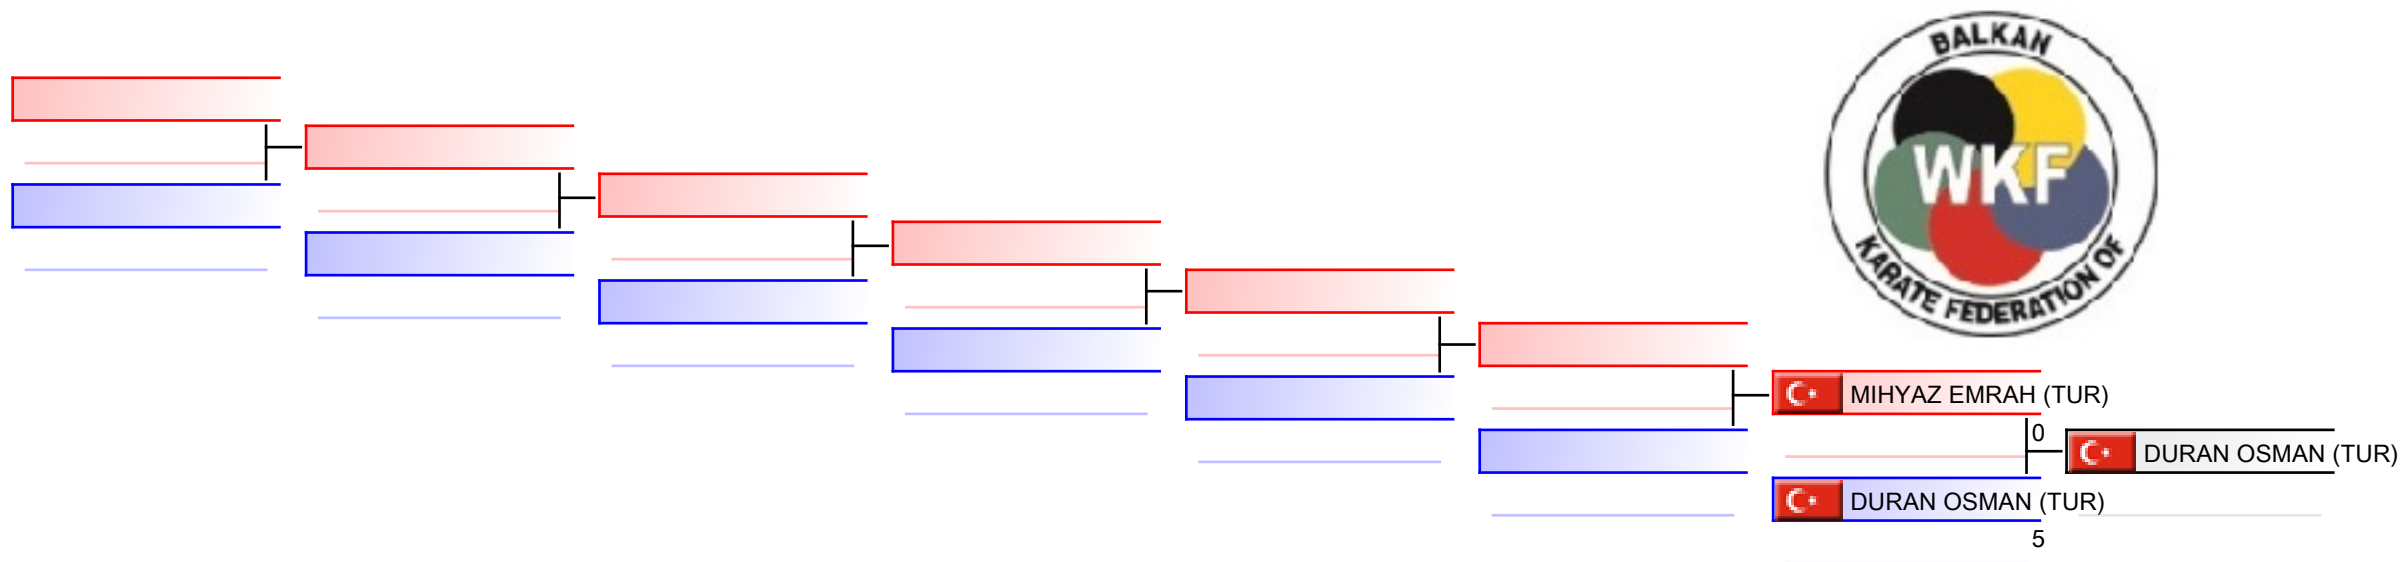 BALKAN
WKF
KARATE FEDERATION OF
MIHYAZ EMRAH (TUR)
0
DURAN OSMAN (TUR)
DURAN OSMAN (TUR)
5